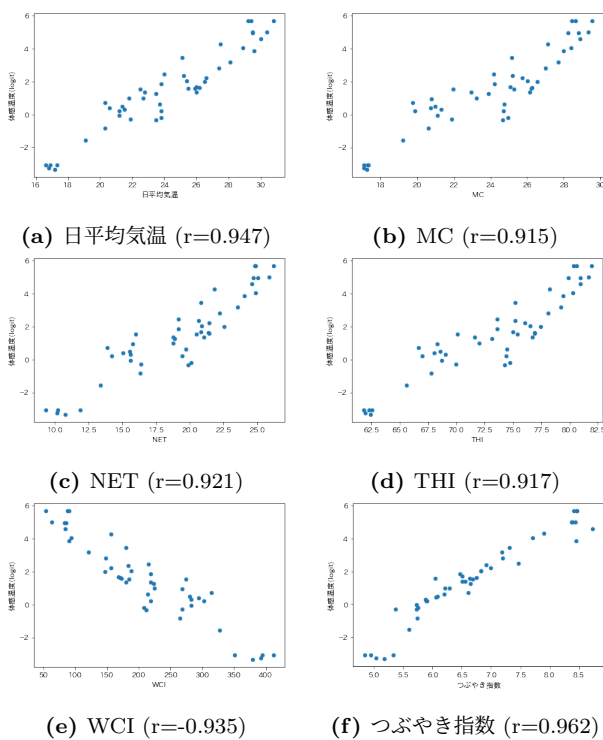 6
4
2
0
−2
体感温度(logit)
16 18 20 22 24 26 28 30
日平均気温
(a) 日平均気温 (r=0.947)
6
4
2
0
−2
体感温度(logit)
18 20 22 24 26 28 30
MC
(b) MC (r=0.915)
6
4
2
0
−2
体感温度(logit)
10.0 12.5 15.0 17.5 20.0 22.5 25.0
NET
(c) NET (r=0.921)
6
4
2
0
−2
体感温度(logit)
62.5 65.0 67.5 70.0 72.5 75.0 77.5 80.0 82.5
THI
(d) THI (r=0.917)
6
4
2
0
−2
体感温度(logit)
50 100 150 200 250 300 350 400
WCI
(e) WCI (r=-0.935)
6
4
2
0
−2
体感温度(logit)
5.0 5.5 6.0 6.5 7.0 7.5 8.0 8.5
つぶやき指数
(f) つぶやき指数 (r=0.962)